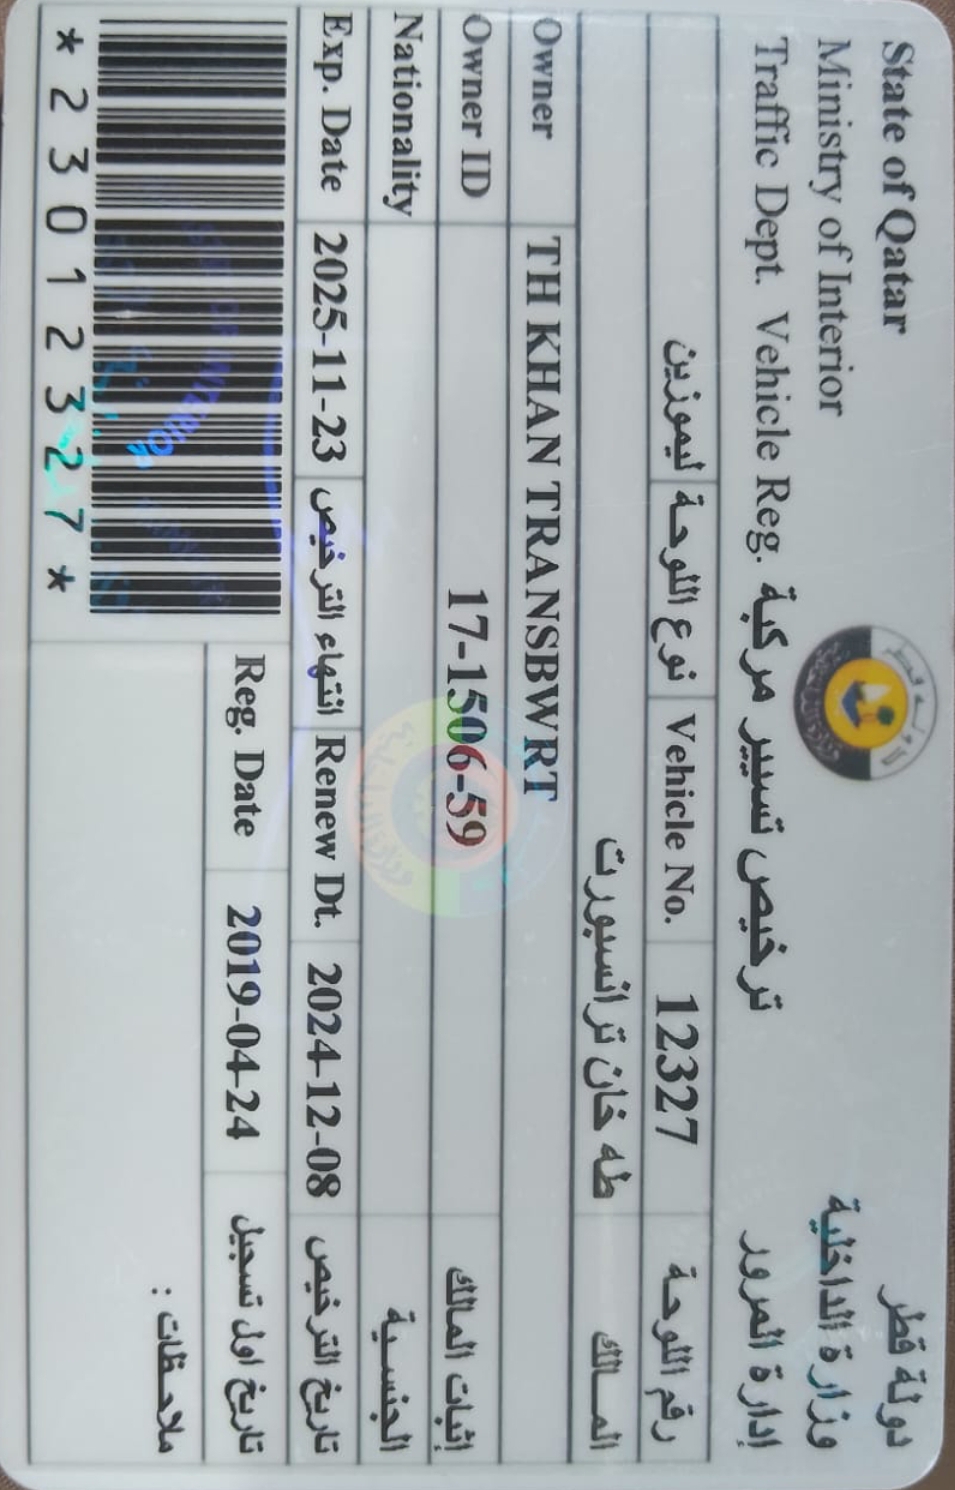 State of Qatar دولة قطر
Ministry of Interior وزارة الداخلية
Traffic Dept. Vehicle Reg. ترخيص تسيير مركبة إدارة المرور
ليموزين نوع اللوحة Vehicle No. 12327 رقم اللوحة
طه خان ترانسبورت المالك
Owner TH KHAN TRANSBWRT
Owner ID 17-1506-59 إثبات المالك
Nationality الجنسية
Exp. Date 2025-11-23 انتهاء الترخيص Renew Dt. 2024-12-08 تاريخ الترخيص
Reg. Date 2019-04-24 تاريخ اول تسجيل
ملاحظات :
*23012327*